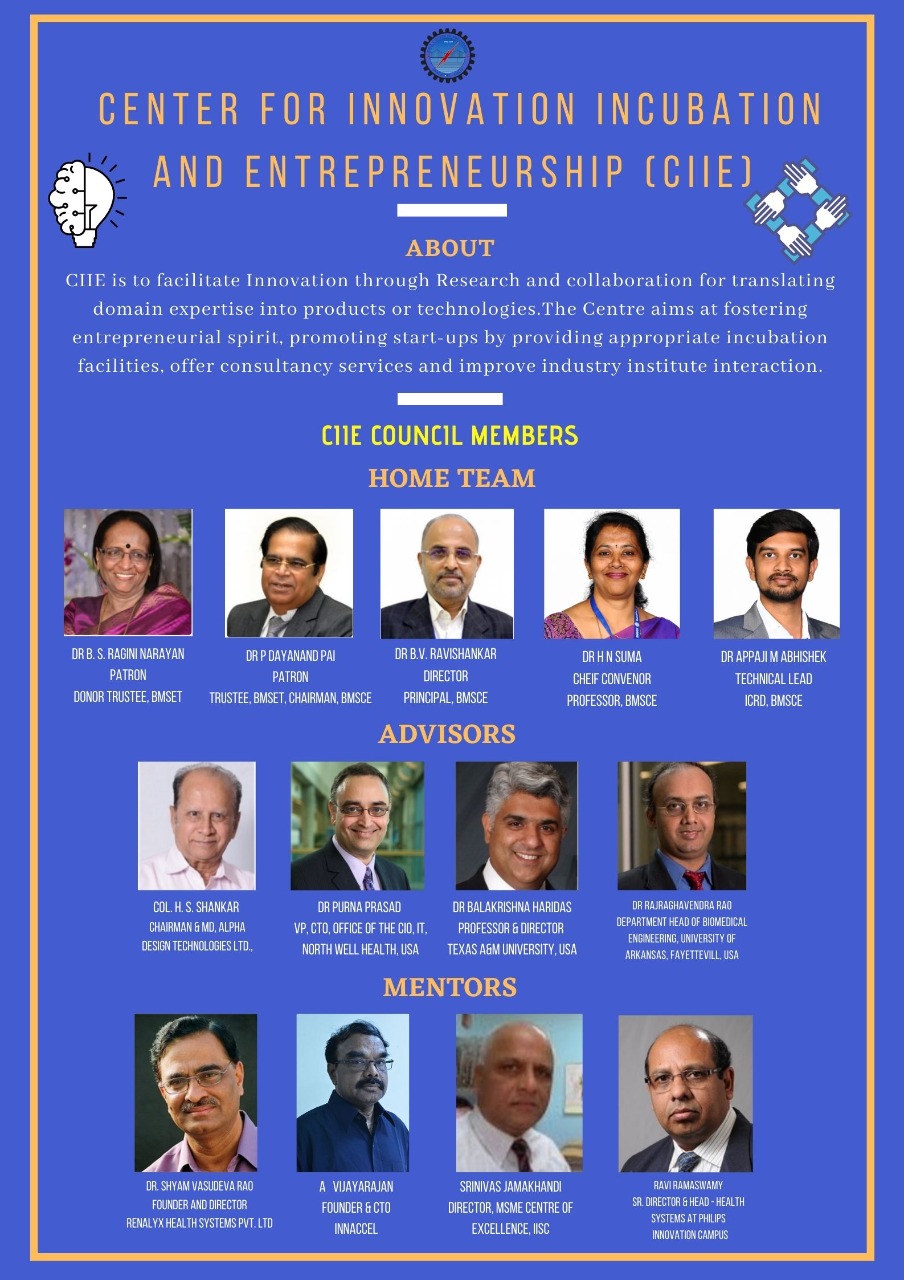 CENTER FOR INNOVATION INCUBATION
AND ENTREPRENEURSHIP (CIIE)
ABOUT
CIIE is to facilitate Innovation through Research and collaboration for translating
domain expertise into products or technologies.The Centre aims at fostering
entrepreneurial spirit, promoting start-ups by providing appropriate incubation
facilities, offer consultancy services and improve industry institute interaction.
CIIE COUNCIL MEMBERS
HOME TEAM
DR B. S. RAGINI NARAYAN
PATRON
DONOR TRUSTEE, BMSET
DR P DAYANAND PAI
PATRON
TRUSTEE, BMSET, CHAIRMAN, BMSCE
DR B.V. RAVISHANKAR
DIRECTOR
PRINCIPAL, BMSCE
DR H N SUMA
CHEIF CONVENOR
PROFESSOR, BMSCE
DR APPAJI M ABHISHEK
TECHNICAL LEAD
ICRD, BMSCE
ADVISORS
COL. H. S. SHANKAR
CHAIRMAN & MD, ALPHA
DESIGN TECHNOLOGIES LTD.,
DR PURNA PRASAD
VP, CTO, OFFICE OF THE CIO, IT,
NORTH WELL HEALTH, USA
DR BALAKRISHNA HARIDAS
PROFESSOR & DIRECTOR
TEXAS A&M UNIVERSITY, USA
DR RAJRAGHAVENDRA RAO
DEPARTMENT HEAD OF BIOMEDICAL
ENGINEERING, UNIVERSITY OF
ARKANSAS, FAYETTEVILL, USA
MENTORS
DR. SHYAM VASUDEVA RAO
FOUNDER AND DIRECTOR
RENALYX HEALTH SYSTEMS PVT. LTD
A VIJAYARAJAN
FOUNDER & CTO
INNACCEL
SRINIVAS JAMAKHANDI
DIRECTOR, MSME CENTRE OF
EXCELLENCE, IISC
RAVI RAMASWAMY
SR. DIRECTOR & HEAD - HEALTH
SYSTEMS AT PHILIPS
INNOVATION CAMPUS